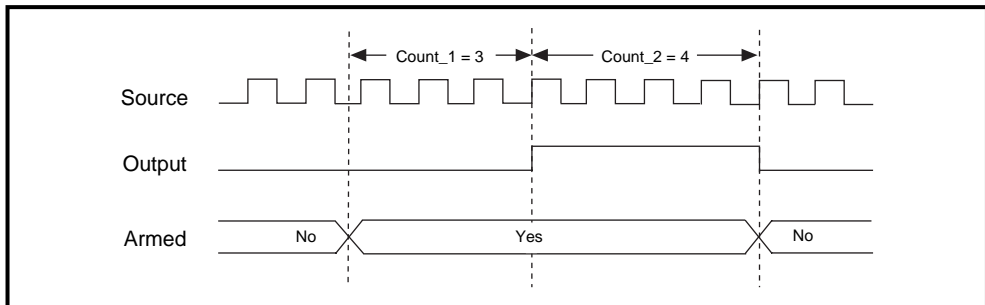 Count_1 = 3
Count_2 = 4
Source
Output
Armed
No
Yes
No